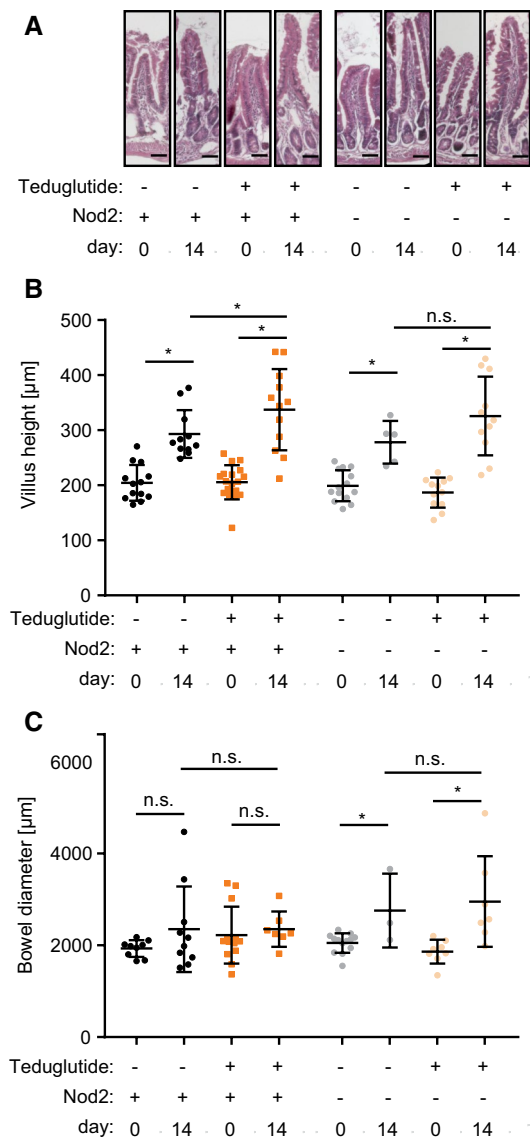 A
Teduglutide: - - + + - - + +
Nod2: + + + + - - - -
day: 0 14 0 14 0 14 0 14
B
n.s.
* *
* * * *
500
400
300
200
100
0
Villus height [µm]
Teduglutide: - - + + - - + +
Nod2: + + + + - - - -
day: 0 14 0 14 0 14 0 14
C
6000
n.s. n.s.
n.s. n.s. * *
4000
2000
0
Bowel diameter [µm]
Teduglutide: - - + + - - + +
Nod2: + + + + - - - -
day: 0 14 0 14 0 14 0 14